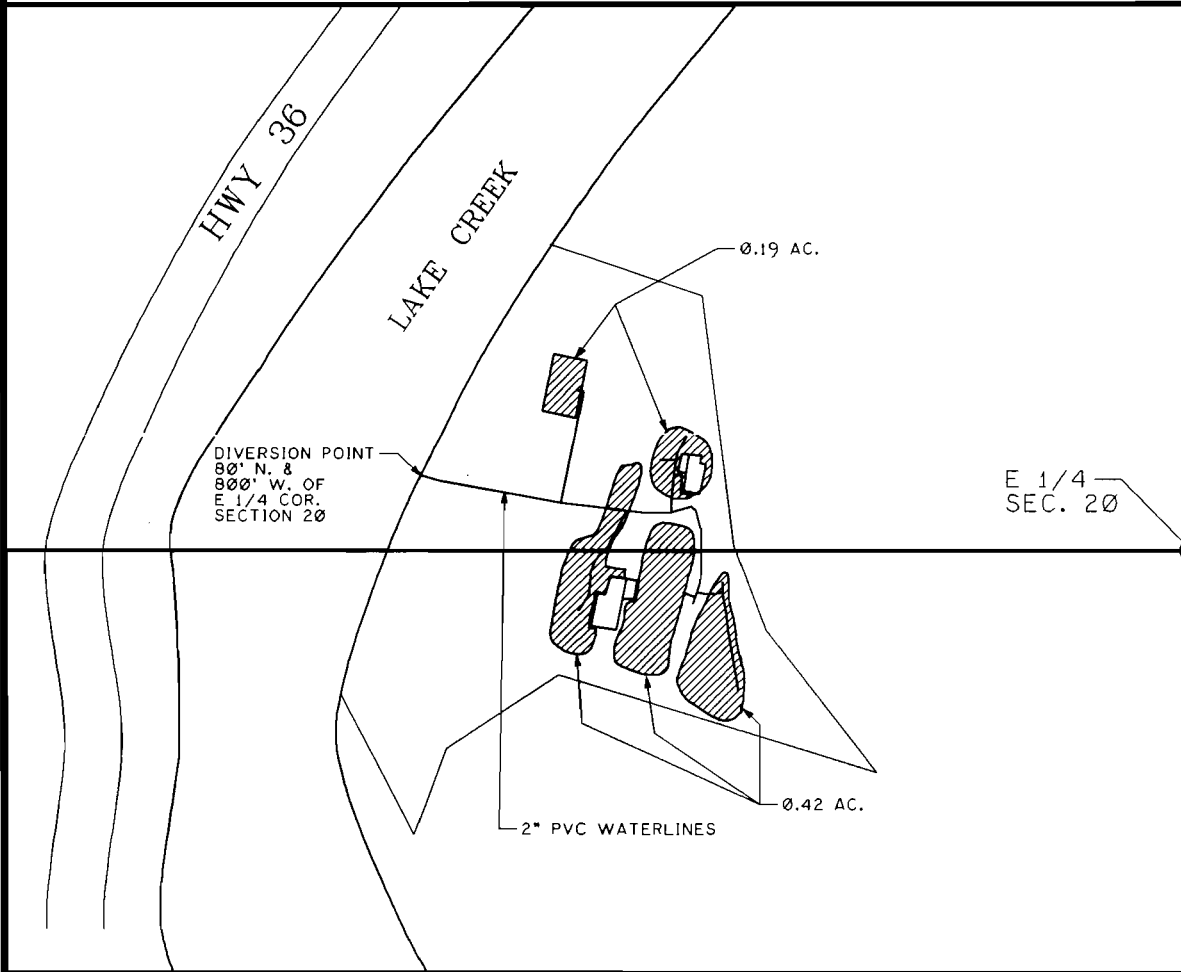 HWY 36
LAKE CREEK
0.19 AC.
DIVERSION POINT
80' N. &
800' W. OF
E 1/4 COR.
SECTION 20
E 1/4
SEC. 20
0.42 AC.
2" PVC WATERLINES